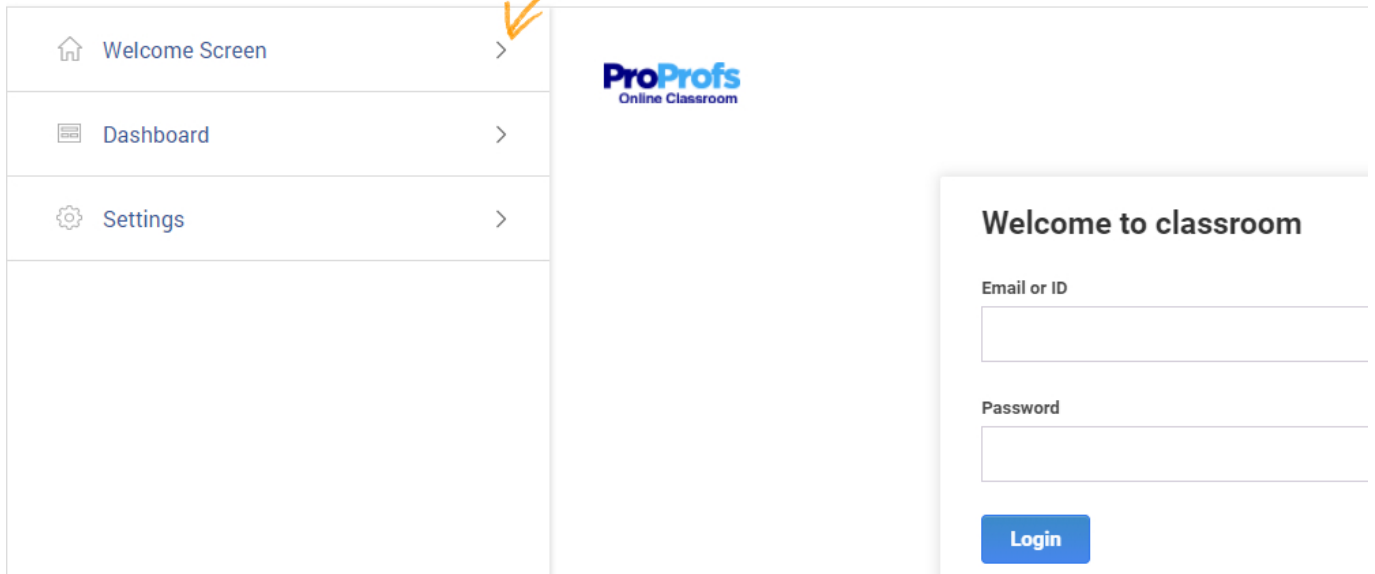 Welcome Screen
Dashboard
Settings
ProProfs
Online Classroom
Welcome to classroom
Email or ID
Password
Login